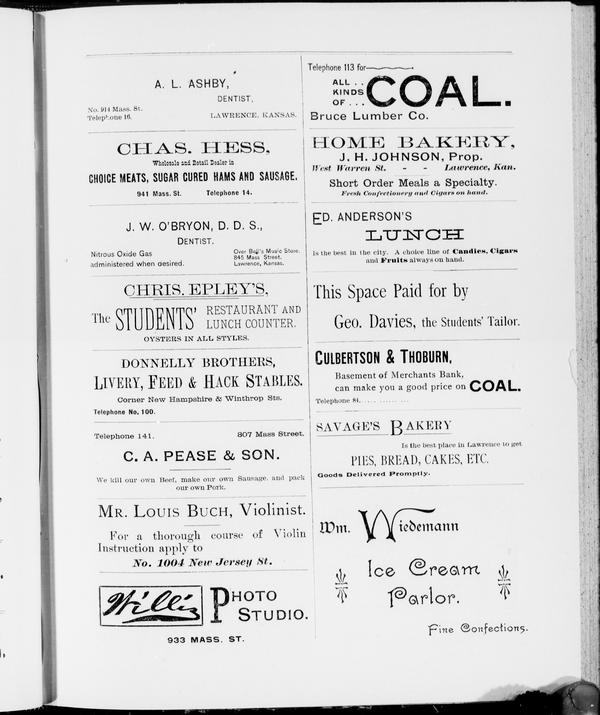 A. L. ASHBY,
DENTIST,
No. 914 Mass. St.
Telephone 16.
LAWRENCE, KANSAS.
CHAS. HESS,
Wholesale and Retail Dealer in
CHOICE MEATS, SUGAR CURED HAMS AND SAUSAGE,
941 Mass. St. Telephone 14.
J. W. O'BRYON, D. D. S.,
DENTIST.
Nitrous Oxide Gas
administered when desired.
Over Bell's Music Store.
845 Mass Street.
Lawrence, Kansas.
CHRIS. EPLEY'S,
The STUDENTS' RESTAURANT AND
LUNCH COUNTER.
OYSTERS IN ALL STYLES.
DONNELLY BROTHERS,
LIVERY, FEED & HACK STABLES.
Corner New Hampshire & Winthrop Sts.
Telephone No. 100.
Telephone 141. 807 Mass Street.
C. A. PEASE & SON.
We kill our own Beef, make our own Sausage, and pack
our own Pork.
MR. LOUIS BUCH, Violinist.
For a thorough course of Violin
Instruction apply to
No. 1004 New Jersey St.
Willis PHOTO
STUDIO.
933 MASS. ST.
Telephone 113 for
ALL . .
KINDS
OF . . .
COAL.
Bruce Lumber Co.
HOME BAKERY,
J. H. JOHNSON, Prop.
West Warren St. - - Lawrence, Kan.
Short Order Meals a Specialty.
Fresh Confectionery and Cigars on hand.
ED. ANDERSON'S
LUNCH
Is the best in the city. A choice line of Candies, Cigars
and Fruits always on hand.
This Space Paid for by
Geo. Davies, the Students' Tailor.
CULBERTSON & THOBURN,
Basement of Merchants Bank,
can make you a good price on COAL.
Telephone 84. . . . . . . . . . . . .
SAVAGE'S BAKERY
Is the best place in Lawrence to get
PIES, BREAD, CAKES, ETC.
Goods Delivered Promptly.
Wm. Wiedemann
Ice Cream
Parlor.
Fine Confections.